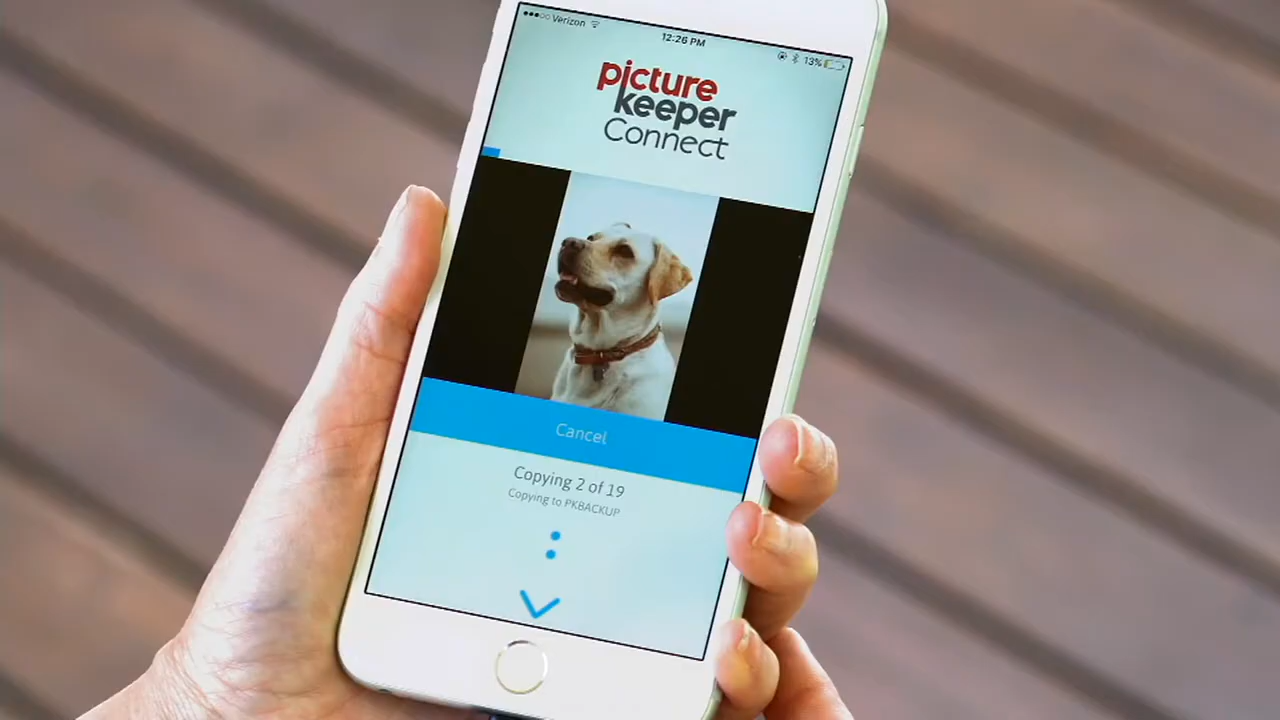 Verizon
12:26 PM
13%
picture
keeper
Connect
Cancel
Copying 2 of 19
Copying to PKBACKUP